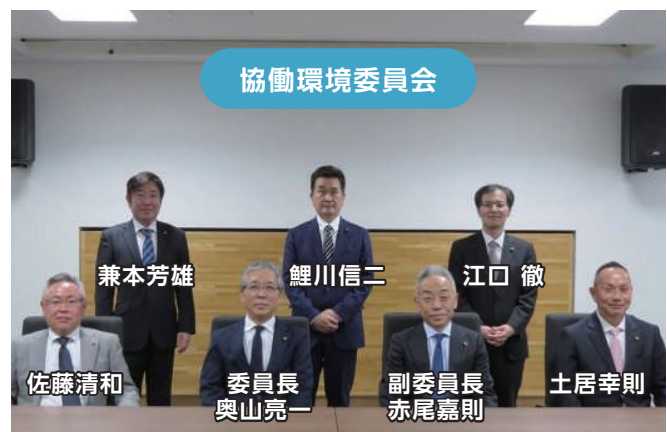 協働環境委員会
兼本芳雄
鯉川信二
江口 徹
佐藤清和
委員長
奥山亮一
副委員長
赤尾嘉則
土居幸則